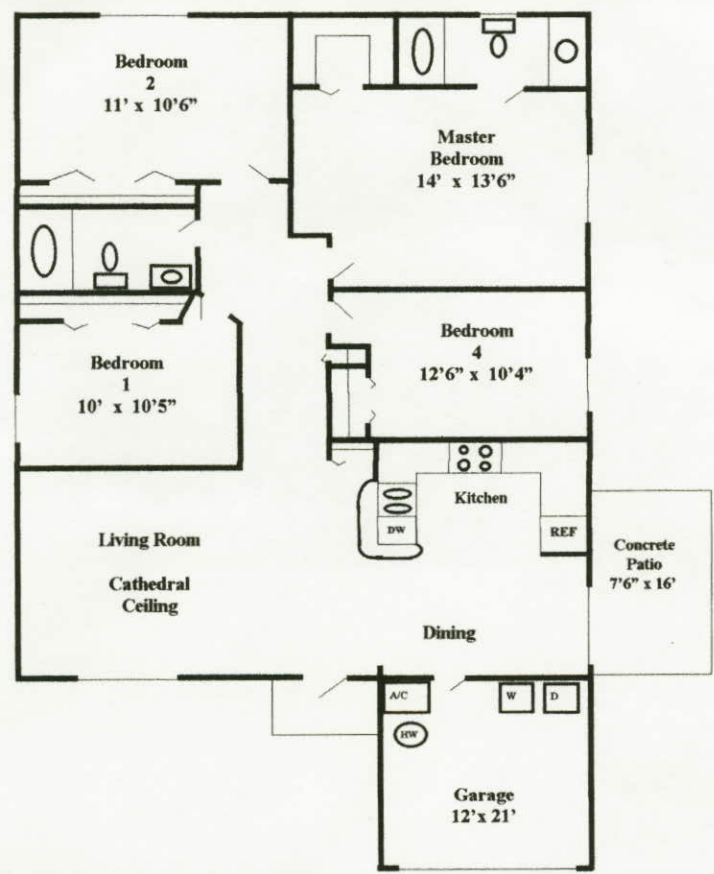 Bedroom
2
11' x 10'6"
Master
Bedroom
14' x 13'6"
Bedroom
1
10' x 10'5"
Bedroom
4
12'6" x 10'4"
Kitchen
DW
REF
Living Room
Cathedral
Ceiling
Concrete
Patio
7'6" x 16'
Dining
A/C
W
D
HW
Garage
12'x 21'